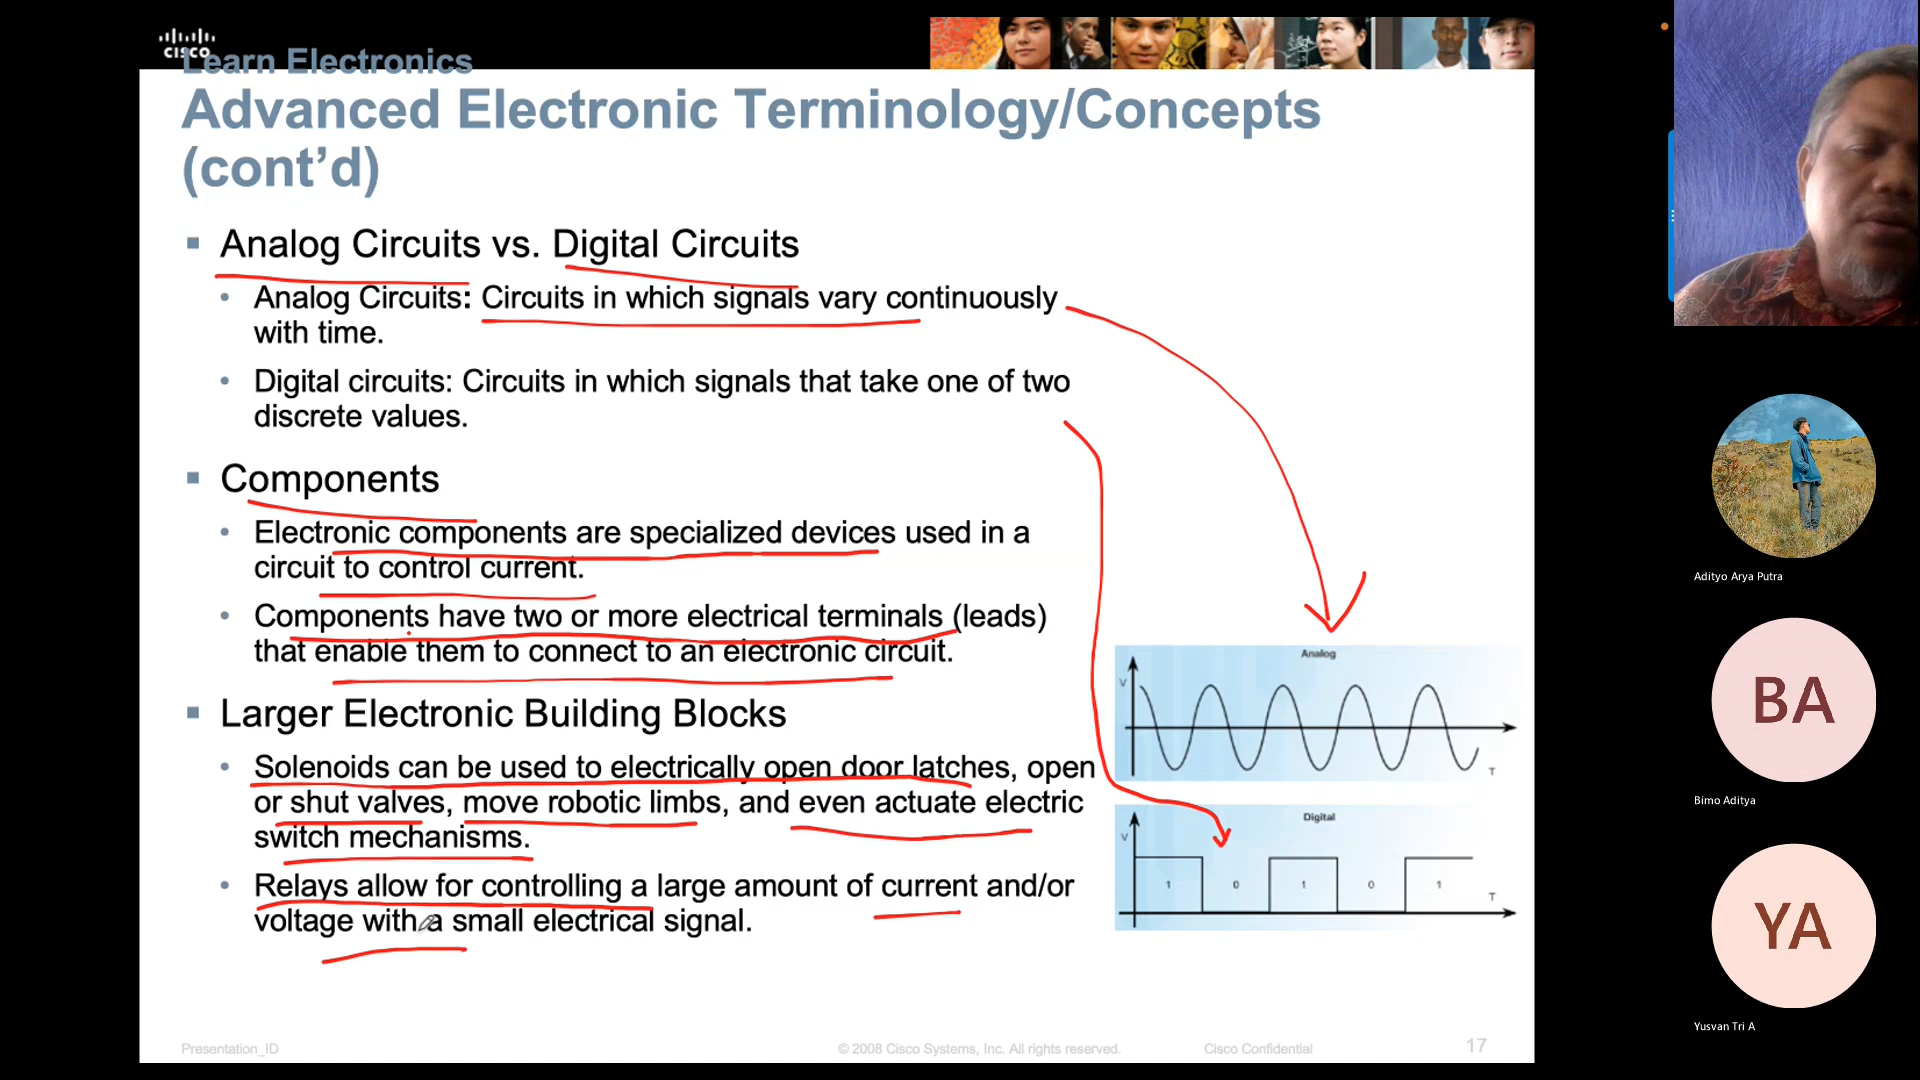 CISCO
Learn Electronics
Advanced Electronic Terminology/Concepts
(cont’d)
Analog Circuits vs. Digital Circuits
Analog Circuits: Circuits in which signals vary continuously
with time.
Digital circuits: Circuits in which signals that take one of two
discrete values.
Components
Electronic components are specialized devices used in a
circuit to control current.
Components have two or more electrical terminals (leads)
that enable them to connect to an electronic circuit.
Larger Electronic Building Blocks
Solenoids can be used to electrically open door latches, open
or shut valves, move robotic limbs, and even actuate electric
switch mechanisms.
Relays allow for controlling a large amount of current and/or
voltage with a small electrical signal.
Analog
V
T
Digital
V
1 0 1 0 1
T
Presentation_ID
© 2008 Cisco Systems, Inc. All rights reserved.
Cisco Confidential
17
Adityo Arya Putra
BA
Bimo Aditya
YA
Yusvan Tri A